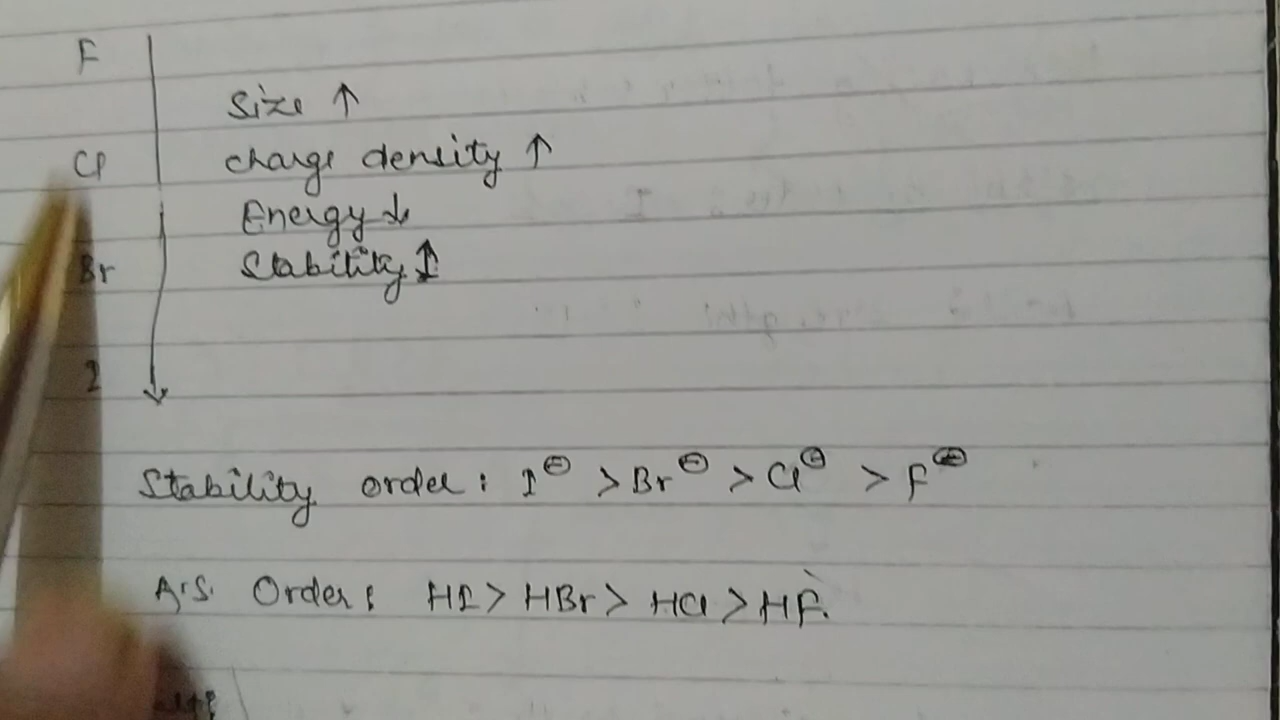 F
Size ↑
Cl
charge density ↑
Energy ↓
Br
Stability ↑
I
Stability order : I⊖ > Br⊖ > Cl⊖ > F⊖
A.S. Order : HI > HBr > HCl > HF.